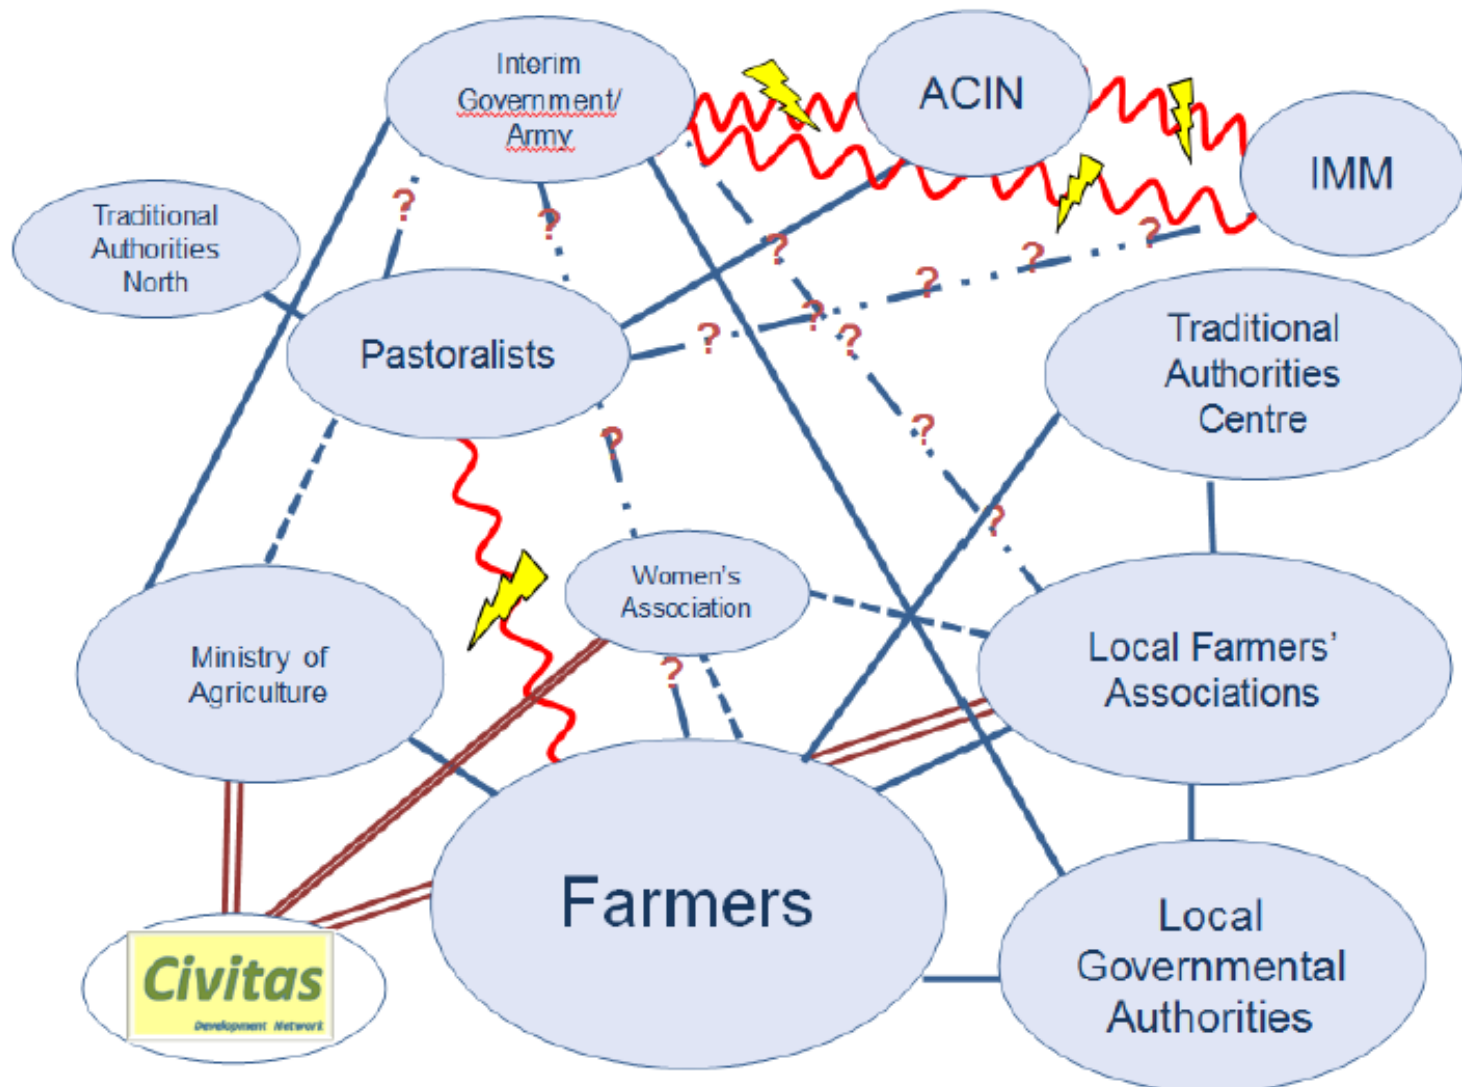 Interim
Government/
Army
ACIN
IMM
Traditional
Authorities
North
?
?
?
?
?
?
?
?
?
?
Pastoralists
Traditional
Authorities
Centre
?
?
?
Women's
Association
Ministry of
Agriculture
Local Farmers'
Associations
?
Farmers
Local
Governmental
Authorities
Civitas
Development Network